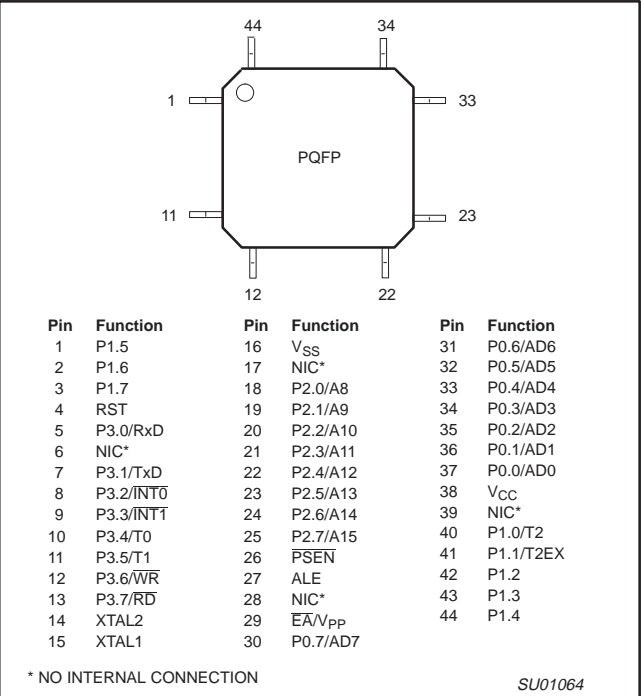 44 34
1 33
PQFP
11 23
12 22
Pin Function Pin Function Pin Function
1 P1.5 16 VSS 31 P0.6/AD6
2 P1.6 17 NIC* 32 P0.5/AD5
3 P1.7 18 P2.0/A8 33 P0.4/AD4
4 RST 19 P2.1/A9 34 P0.3/AD3
5 P3.0/RxD 20 P2.2/A10 35 P0.2/AD2
6 NIC* 21 P2.3/A11 36 P0.1/AD1
7 P3.1/TxD 22 P2.4/A12 37 P0.0/AD0
8 P3.2/I̅N̅T̅0̅ 23 P2.5/A13 38 VCC
9 P3.3/I̅N̅T̅1̅ 24 P2.6/A14 39 NIC*
10 P3.4/T0 25 P2.7/A15 40 P1.0/T2
11 P3.5/T1 26 P̅S̅E̅N̅ 41 P1.1/T2EX
12 P3.6/W̅R̅ 27 ALE 42 P1.2
13 P3.7/R̅D̅ 28 NIC* 43 P1.3
14 XTAL2 29 E̅A̅/VPP 44 P1.4
15 XTAL1 30 P0.7/AD7
* NO INTERNAL CONNECTION
SU01064